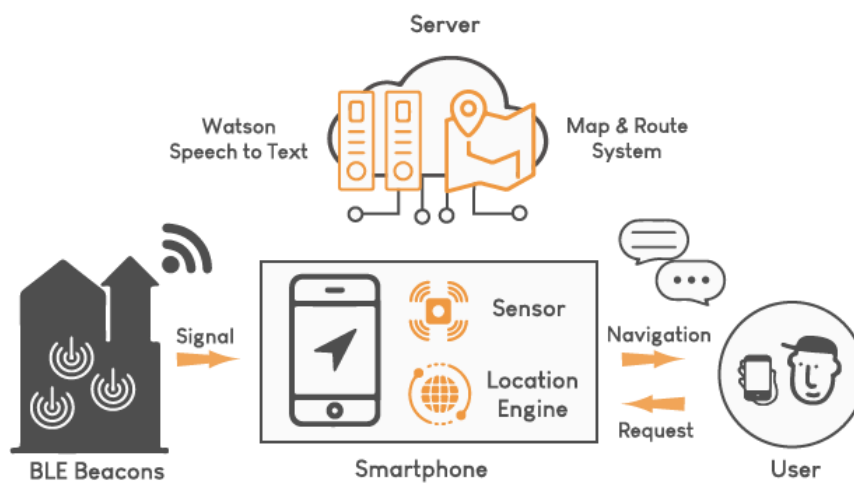 Server
Watson
Speech to Text
Map & Route
System
Signal
Sensor
Location
Engine
Navigation
Request
BLE Beacons
Smartphone
User